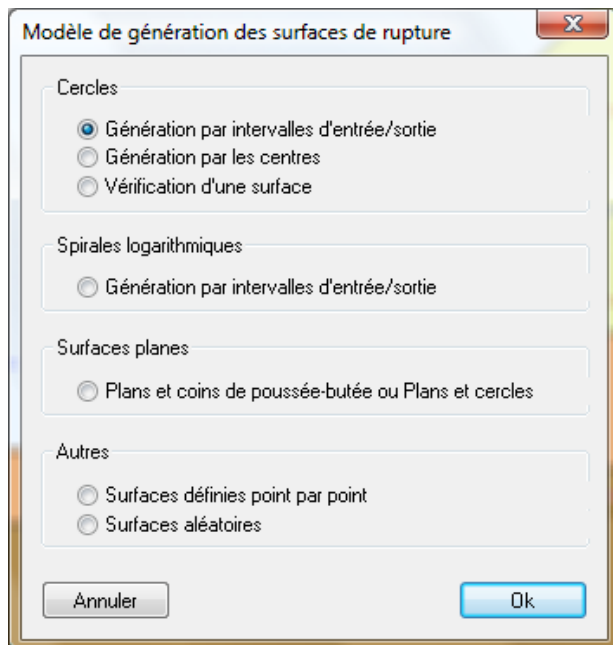 Modèle de génération des surfaces de rupture
Cercles
Génération par intervalles d'entrée/sortie
Génération par les centres
Vérification d'une surface
Spirales logarithmiques
Génération par intervalles d'entrée/sortie
Surfaces planes
Plans et coins de poussée-butée ou Plans et cercles
Autres
Surfaces définies point par point
Surfaces aléatoires
Annuler
Ok